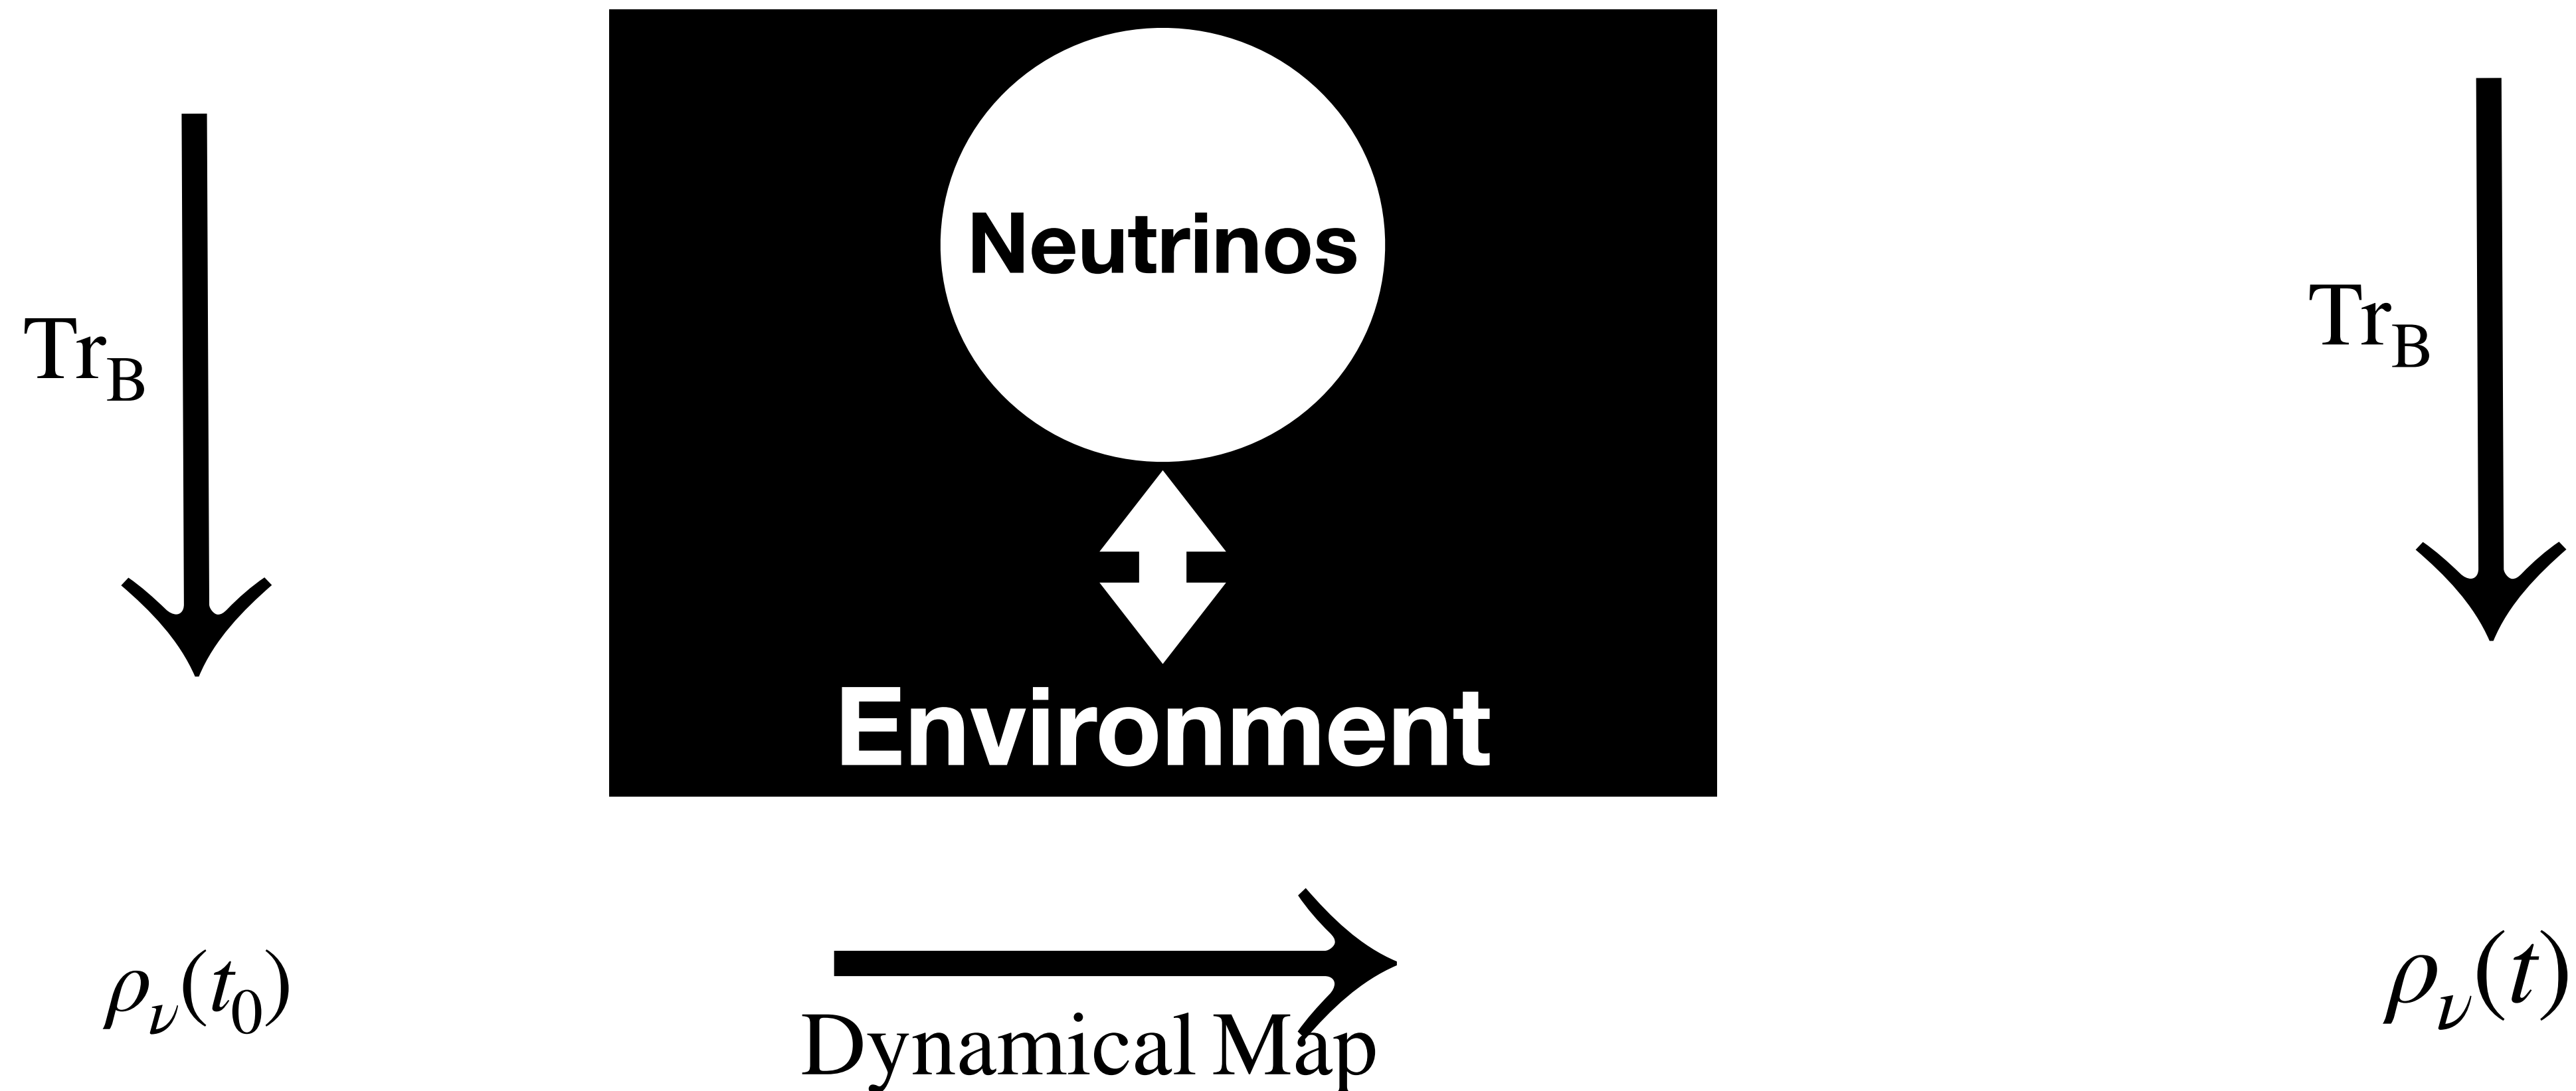 Neutrinos
Tr_B
Tr_B
Environment
ρ_ν(t_0)
ρ_ν(t)
Dynamical Map